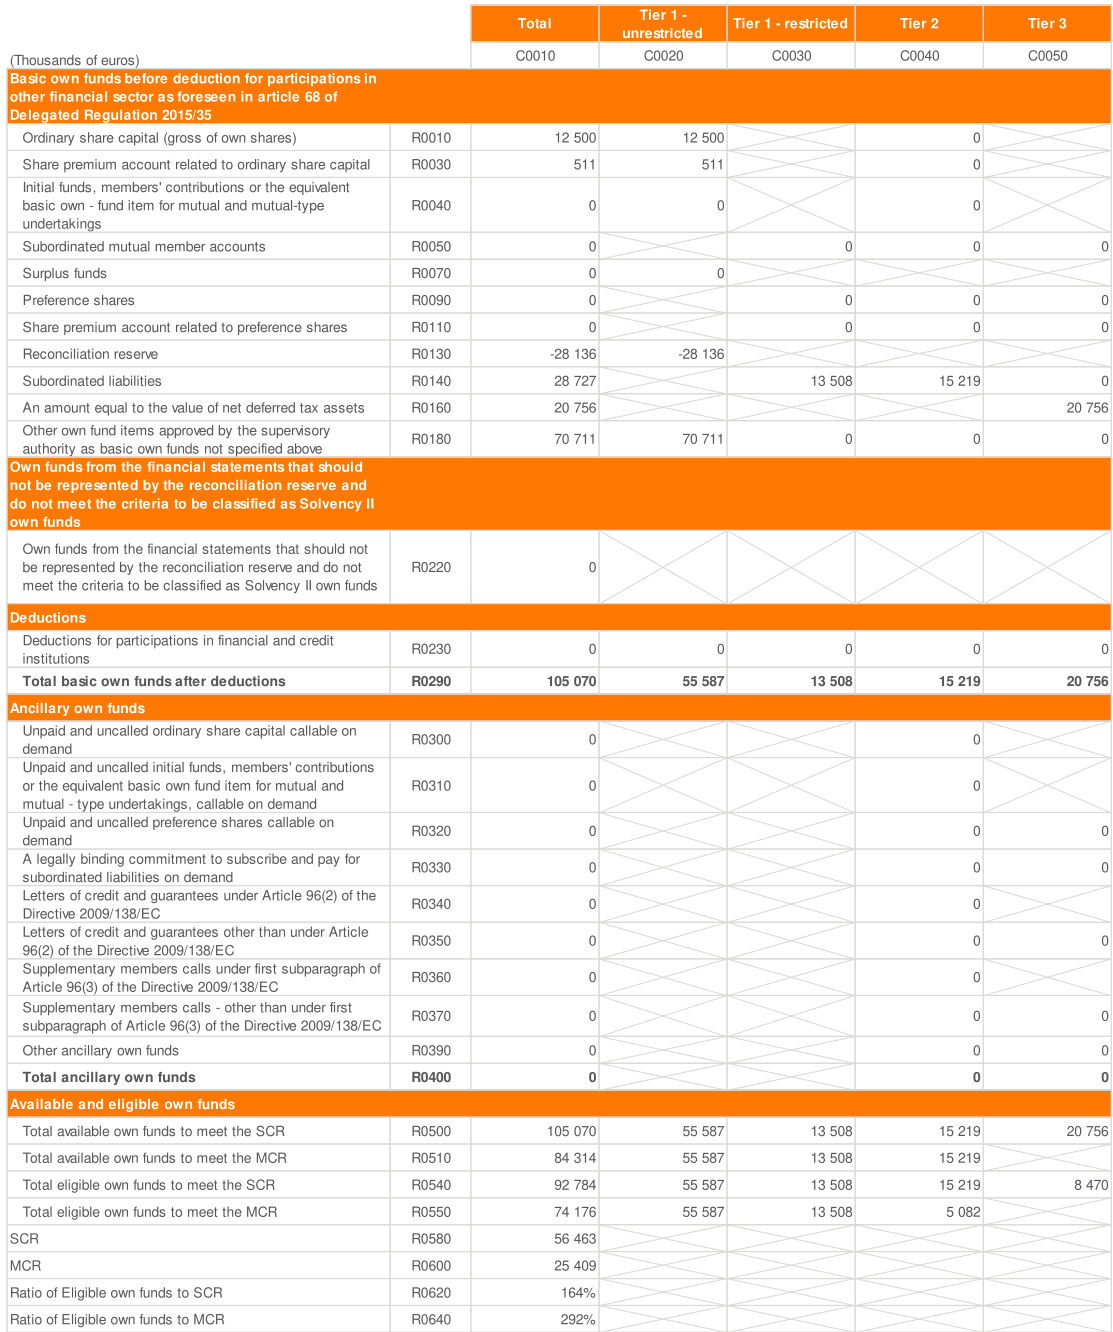 Total Tier 1 - unrestricted Tier 1 - restricted Tier 2 Tier 3
(Thousands of euros) C0010 C0020 C0030 C0040 C0050
Basic own funds before deduction for participations in
other financial sector as foreseen in article 68 of
Delegated Regulation 2015/35
Ordinary share capital (gross of own shares) R0010 12 500 12 500 0
Share premium account related to ordinary share capital R0030 511 511 0
Initial funds, members' contributions or the equivalent
basic own - fund item for mutual and mutual-type R0040 0 0 0
undertakings
Subordinated mutual member accounts R0050 0 0 0 0
Surplus funds R0070 0 0
Preference shares R0090 0 0 0 0
Share premium account related to preference shares R0110 0 0 0 0
Reconciliation reserve R0130 -28 136 -28 136
Subordinated liabilities R0140 28 727 13 508 15 219 0
An amount equal to the value of net deferred tax assets R0160 20 756 20 756
Other own fund items approved by the supervisory
authority as basic own funds not specified above R0180 70 711 70 711 0 0 0
Own funds from the financial statements that should
not be represented by the reconciliation reserve and
do not meet the criteria to be classified as Solvency II
own funds
Own funds from the financial statements that should not
be represented by the reconciliation reserve and do not R0220 0
meet the criteria to be classified as Solvency II own funds
Deductions
Deductions for participations in financial and credit
institutions R0230 0 0 0 0 0
Total basic own funds after deductions R0290 105 070 55 587 13 508 15 219 20 756
Ancillary own funds
Unpaid and uncalled ordinary share capital callable on
demand R0300 0 0
Unpaid and uncalled initial funds, members' contributions
or the equivalent basic own fund item for mutual and R0310 0 0
mutual - type undertakings, callable on demand
Unpaid and uncalled preference shares callable on
demand R0320 0 0 0
A legally binding commitment to subscribe and pay for
subordinated liabilities on demand R0330 0 0 0
Letters of credit and guarantees under Article 96(2) of the
Directive 2009/138/EC R0340 0 0
Letters of credit and guarantees other than under Article
96(2) of the Directive 2009/138/EC R0350 0 0 0
Supplementary members calls under first subparagraph of
Article 96(3) of the Directive 2009/138/EC R0360 0 0
Supplementary members calls - other than under first
subparagraph of Article 96(3) of the Directive 2009/138/EC R0370 0 0 0
Other ancillary own funds R0390 0 0 0
Total ancillary own funds R0400 0 0 0
Available and eligible own funds
Total available own funds to meet the SCR R0500 105 070 55 587 13 508 15 219 20 756
Total available own funds to meet the MCR R0510 84 314 55 587 13 508 15 219
Total eligible own funds to meet the SCR R0540 92 784 55 587 13 508 15 219 8 470
Total eligible own funds to meet the MCR R0550 74 176 55 587 13 508 5 082
SCR R0580 56 463
MCR R0600 25 409
Ratio of Eligible own funds to SCR R0620 164%
Ratio of Eligible own funds to MCR R0640 292%